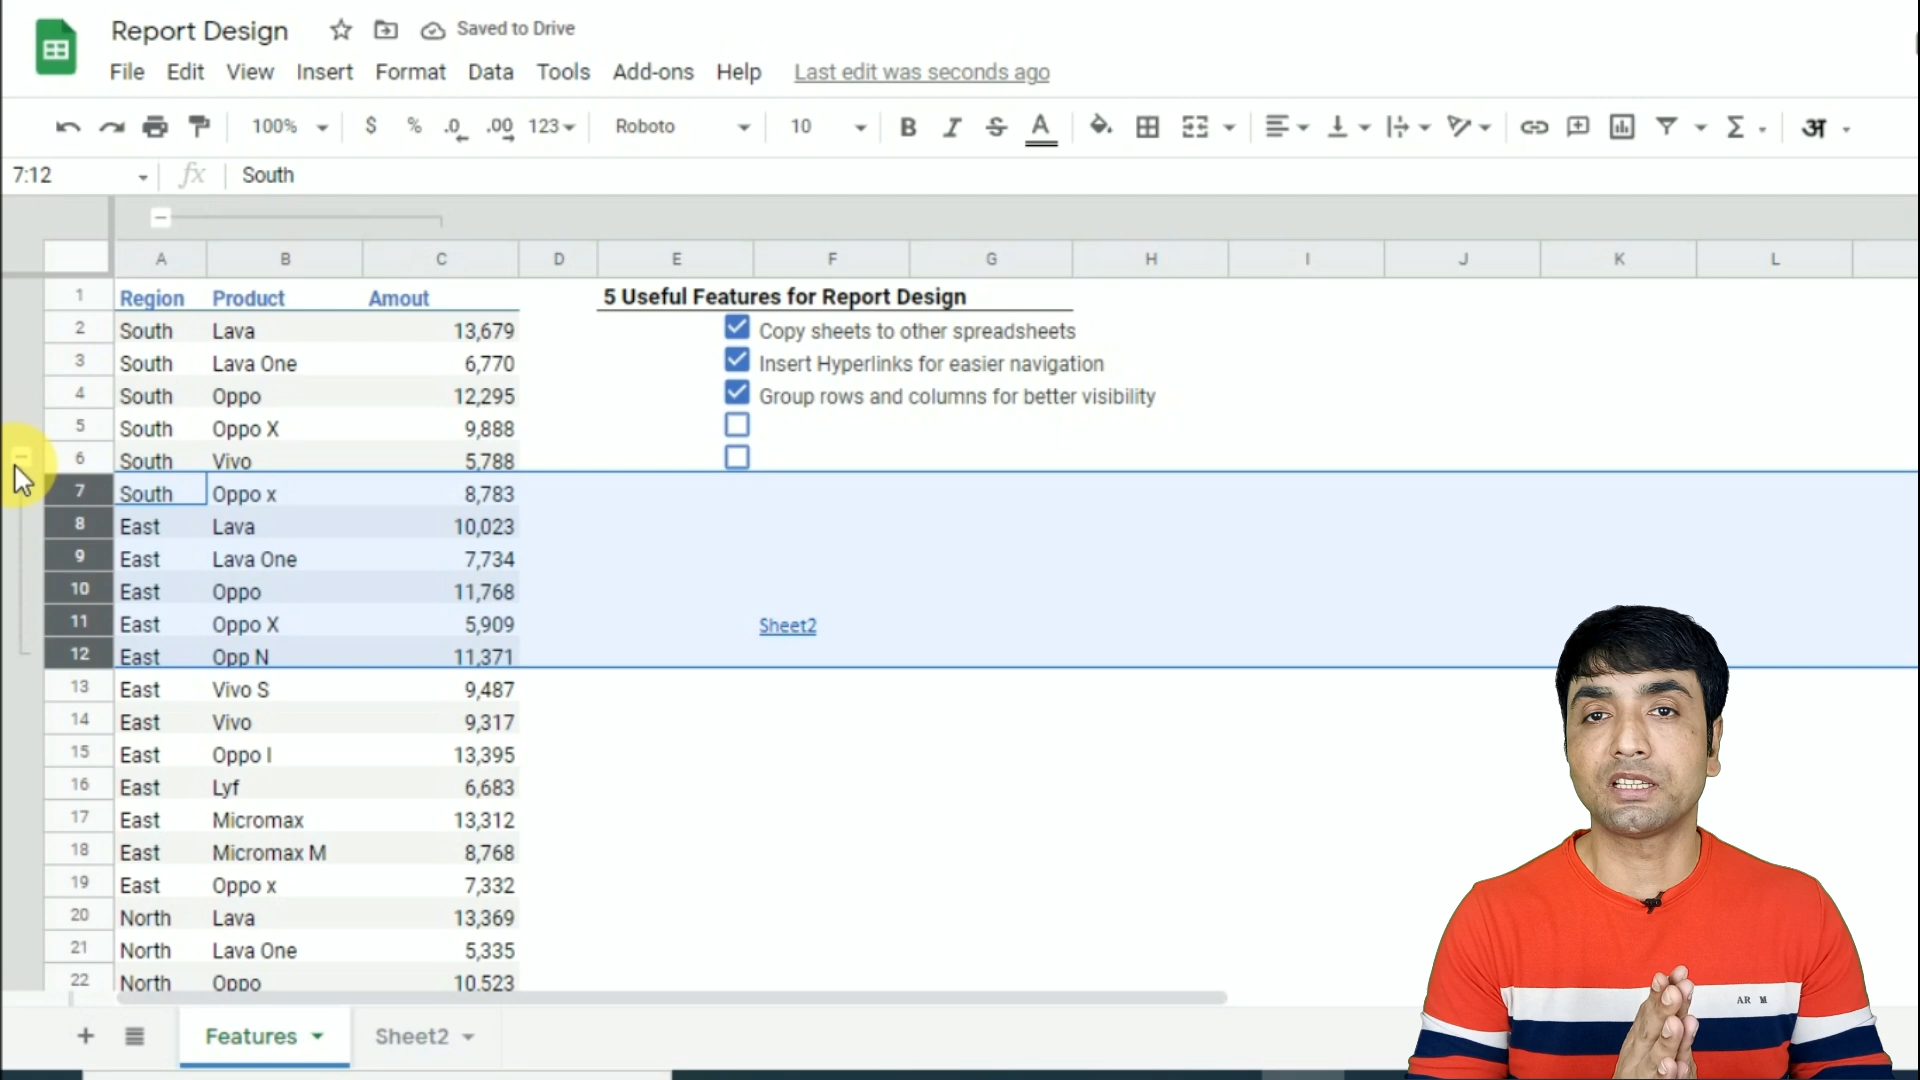 Report Design Saved to Drive
File Edit View Insert Format Data Tools Add-ons Help Last edit was seconds ago
100% $ % .0 .00 123 Roboto 10 B I S A Σ अ
7:12 fx South
A B C D E F G H I J K L
1 Region Product Amout 5 Useful Features for Report Design
2 South Lava 13,679 Copy sheets to other spreadsheets
3 South Lava One 6,770 Insert Hyperlinks for easier navigation
4 South Oppo 12,295 Group rows and columns for better visibility
5 South Oppo X 9,888
6 South Vivo 5,788
7 South Oppo x 8,783
8 East Lava 10,023
9 East Lava One 7,734
10 East Oppo 11,768
11 East Oppo X 5,909 Sheet2
12 East Opp N 11,371
13 East Vivo S 9,487
14 East Vivo 9,317
15 East Oppo I 13,395
16 East Lyf 6,683
17 East Micromax 13,312
18 East Micromax M 8,768
19 East Oppo x 7,332
20 North Lava 13,369
21 North Lava One 5,335
22 North Oppo 10,523
AR M
+ Features Sheet2